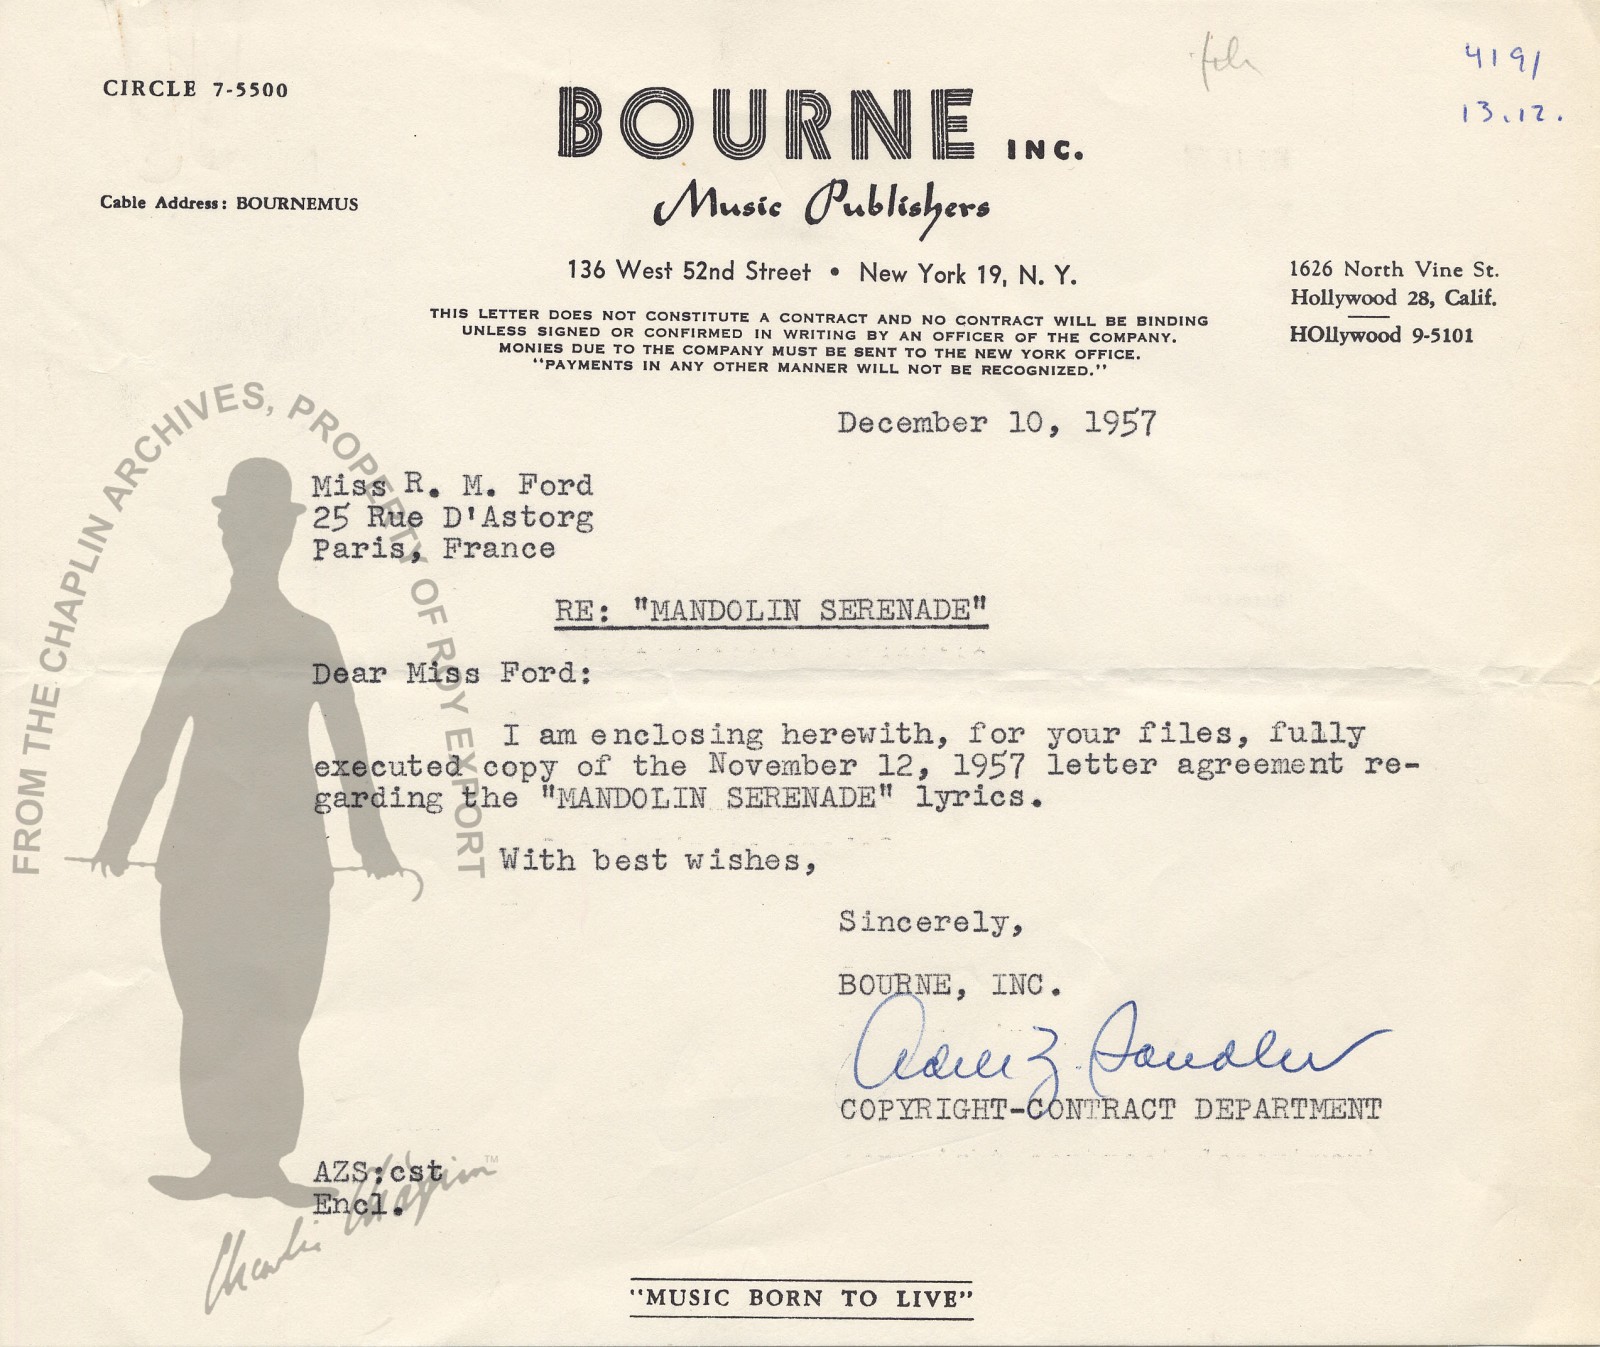 4191
13.12.
CIRCLE 7-5500
BOURNE INC.
Cable Address: BOURNEMUS
Music Publishers
136 West 52nd Street • New York 19, N. Y.
1626 North Vine St.
Hollywood 28, Calif.
HOllywood 9-5101
THIS LETTER DOES NOT CONSTITUTE A CONTRACT AND NO CONTRACT WILL BE BINDING
UNLESS SIGNED OR CONFIRMED IN WRITING BY AN OFFICER OF THE COMPANY.
MONIES DUE TO THE COMPANY MUST BE SENT TO THE NEW YORK OFFICE.
"PAYMENTS IN ANY OTHER MANNER WILL NOT BE RECOGNIZED."
December 10, 1957
FROM THE CHAPLIN ARCHIVES, PROPERTY OF ROY EXPORT
Miss R. M. Ford
25 Rue D'Astorg
Paris, France
RE: "MANDOLIN SERENADE"
Dear Miss Ford:
I am enclosing herewith, for your files, fully
executed copy of the November 12, 1957 letter agreement re-
garding the "MANDOLIN SERENADE" lyrics.
With best wishes,
Sincerely,
BOURNE, INC.
Adele Z. Sandler
COPYRIGHT-CONTRACT DEPARTMENT
AZS:cst
Encl.
Charlie Chaplin™
"MUSIC BORN TO LIVE"